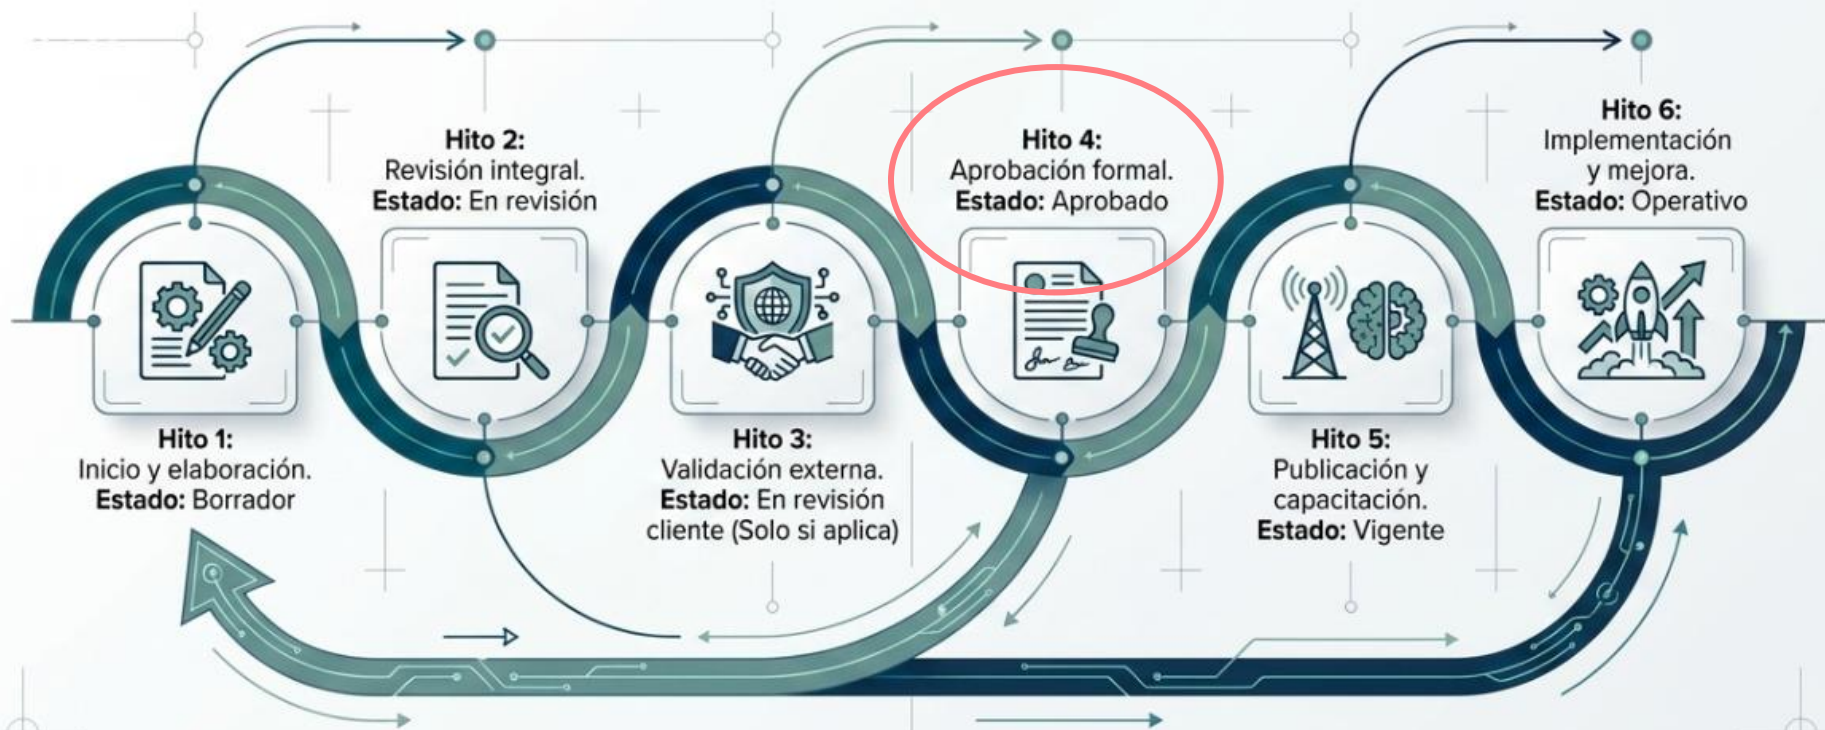 Hito 1:
Inicio y elaboración.
Estado: Borrador
Hito 2:
Revisión integral.
Estado: En revisión
Hito 3:
Validación externa.
Estado: En revisión
cliente (Solo si aplica)
Hito 4:
Aprobación formal.
Estado: Aprobado
Hito 5:
Publicación y
capacitación.
Estado: Vigente
Hito 6:
Implementación
y mejora.
Estado: Operativo